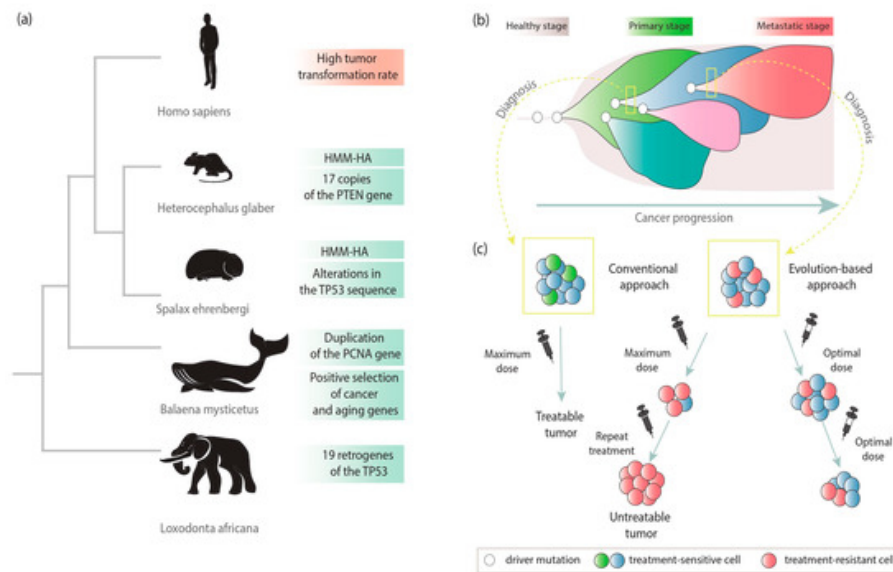 (a)
High tumor
transformation rate
Homo sapiens
HMM-HA
17 copies
of the PTEN gene
Heterocephalus glaber
HMM-HA
Alterations in
the TP53 sequence
Spalax ehrenbergi
Duplication
of the PCNA gene
Positive selection
of cancer
and aging genes
Balaena mysticetus
19 retrogenes
of the TP53
Loxodonta africana
(b)
Healthy stage
Primary stage
Metastatic stage
Diagnosis
Diagnosis
Cancer progression
(c)
Conventional
approach
Evolution-based
approach
Maximum
dose
Maximum
dose
Optimal
dose
Treatable
tumor
Repeat
treatment
Optimal
dose
Untreatable
tumor
driver mutation
treatment-sensitive cell
treatment-resistant cell